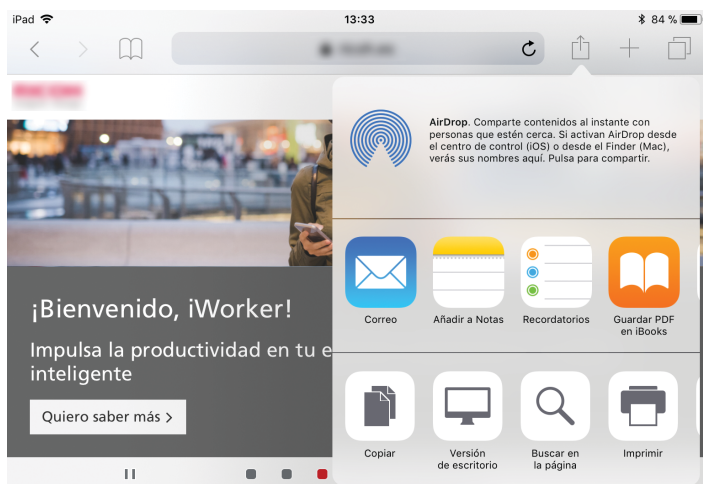 iPad
13:33
84 %
AirDrop. Comparte contenidos al instante con
personas que estén cerca. Si activan AirDrop desde
el centro de control (iOS) o desde el Finder (Mac),
verás sus nombres aquí. Pulsa para compartir.
¡Bienvenido, iWorker!
Impulsa la productividad en tu e
inteligente
Quiero saber más >
Correo
Añadir a Notas
Recordatorios
Guardar PDF
en iBooks
Copiar
Versión
de escritorio
Buscar en
la página
Imprimir